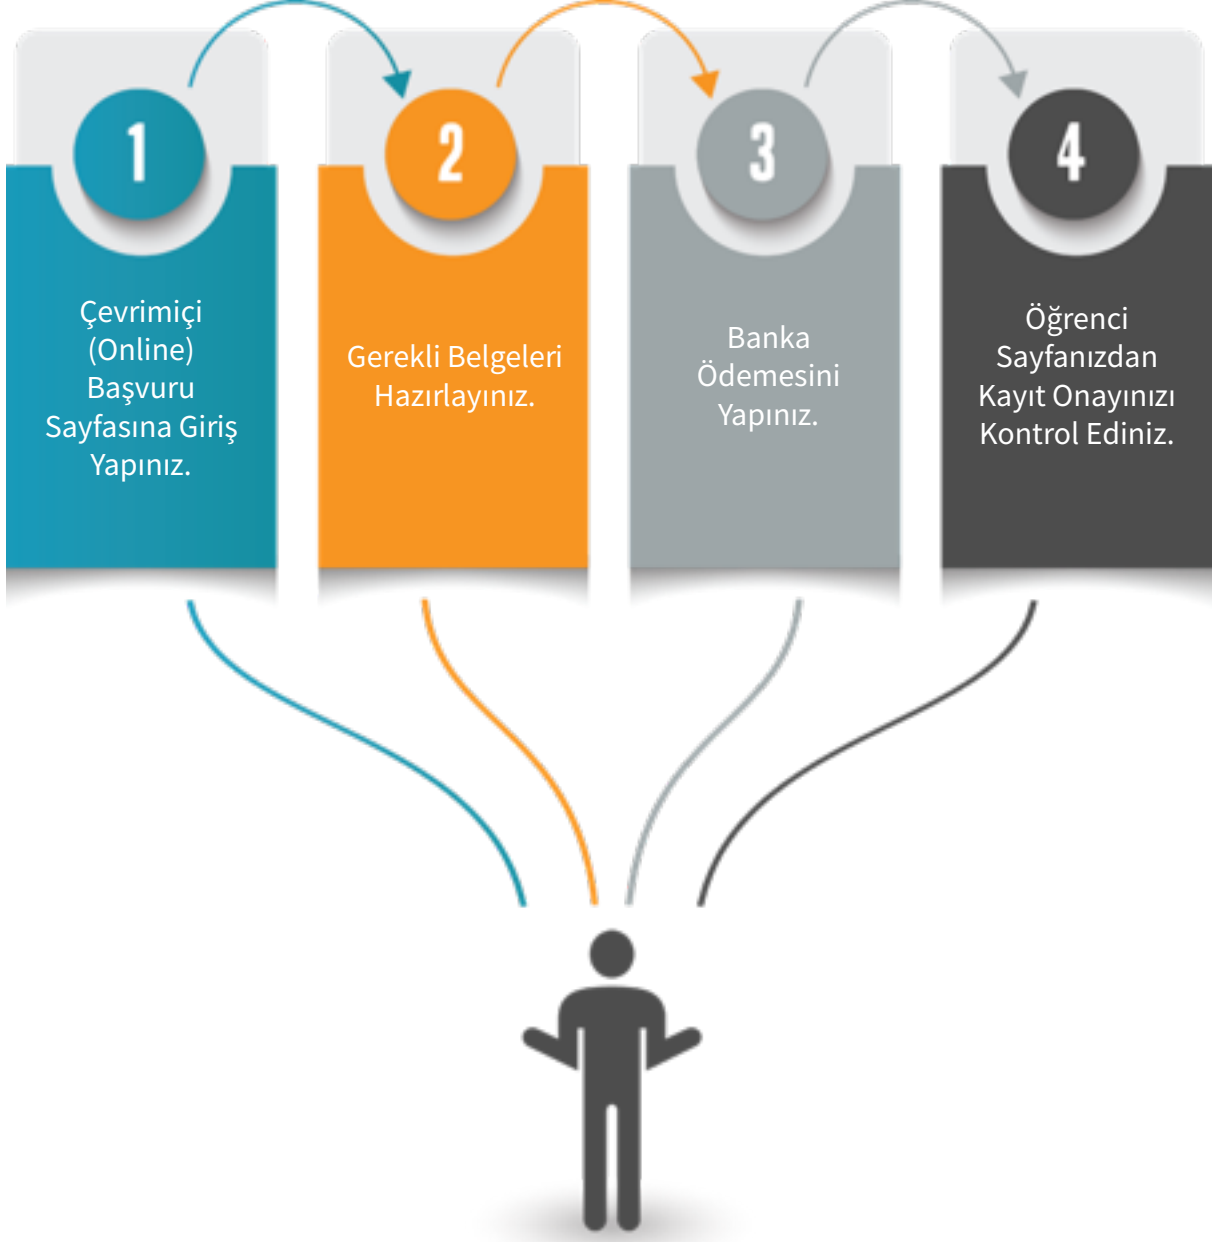 1
Çevrimiçi
(Online)
Başvuru
Sayfasına Giriş
Yapınız.
2
Gerekli Belgeleri
Hazırlayınız.
3
Banka
Ödemesini
Yapınız.
4
Öğrenci
Sayfanızdan
Kayıt Onayınızı
Kontrol Ediniz.